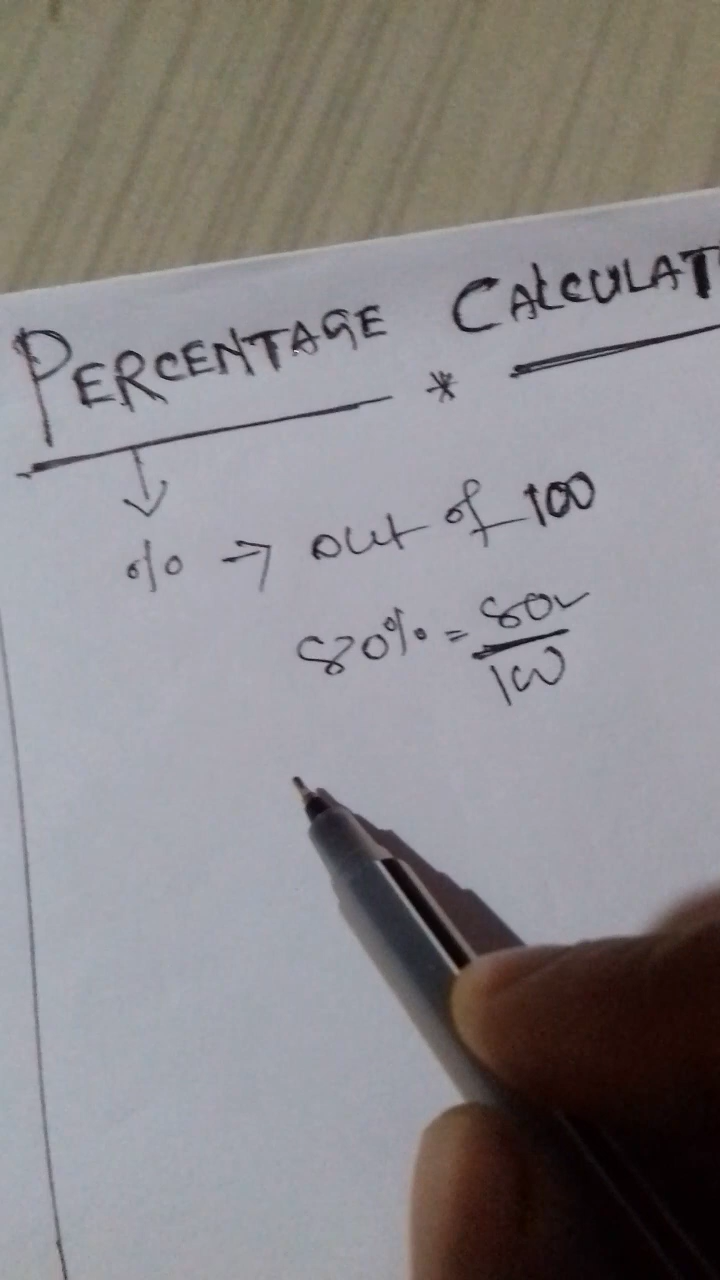 PERCENTAGE CALCULAT
*
% → out of 100
80% = 80/100